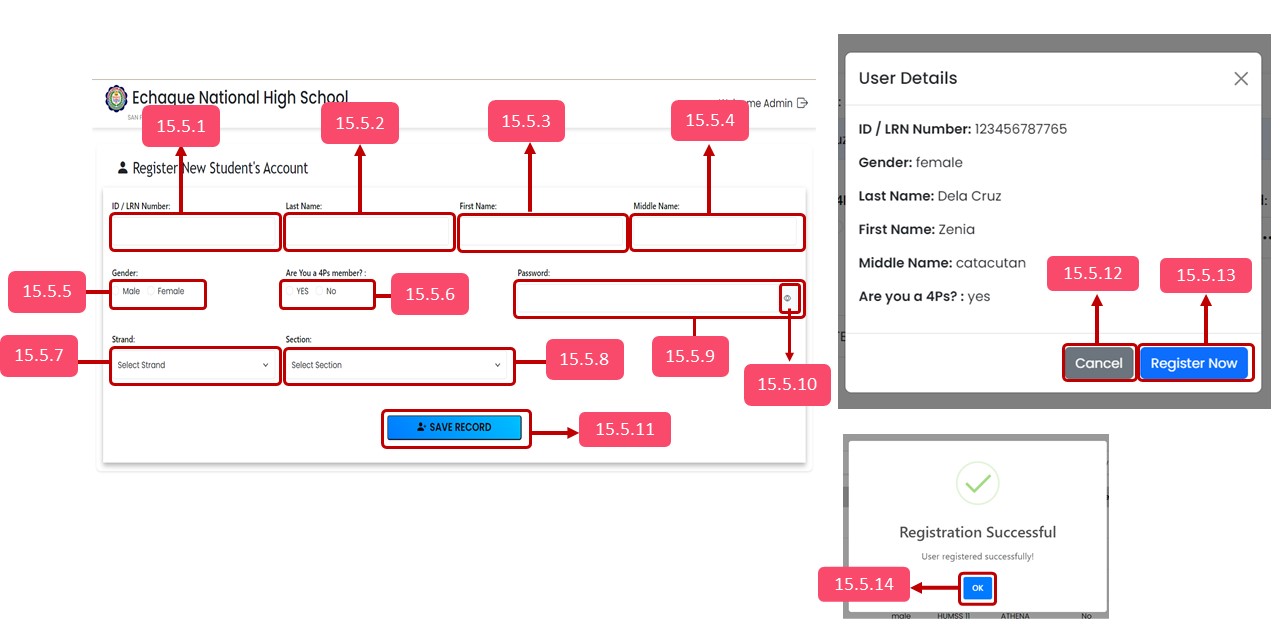 Echague National High School
Welcome Admin
15.5.1
15.5.2
15.5.3
15.5.4
Register New Student's Account
ID / LRN Number:
Last Name:
First Name:
Middle Name:
Gender:
Are You a 4Ps member? :
Password:
15.5.5
Male Female
YES No
15.5.6
Strand:
Section:
15.5.7
Select Strand
Select Section
15.5.8
15.5.9
15.5.10
SAVE RECORD
15.5.11
User Details
ID / LRN Number: 123456787765
Gender: female
Last Name: Dela Cruz
First Name: Zenia
Middle Name: catacutan
Are you a 4Ps? : yes
15.5.12
15.5.13
Cancel
Register Now
Registration Successful
User registered successfully!
15.5.14
OK
male HUMSS 11 ATHENA No